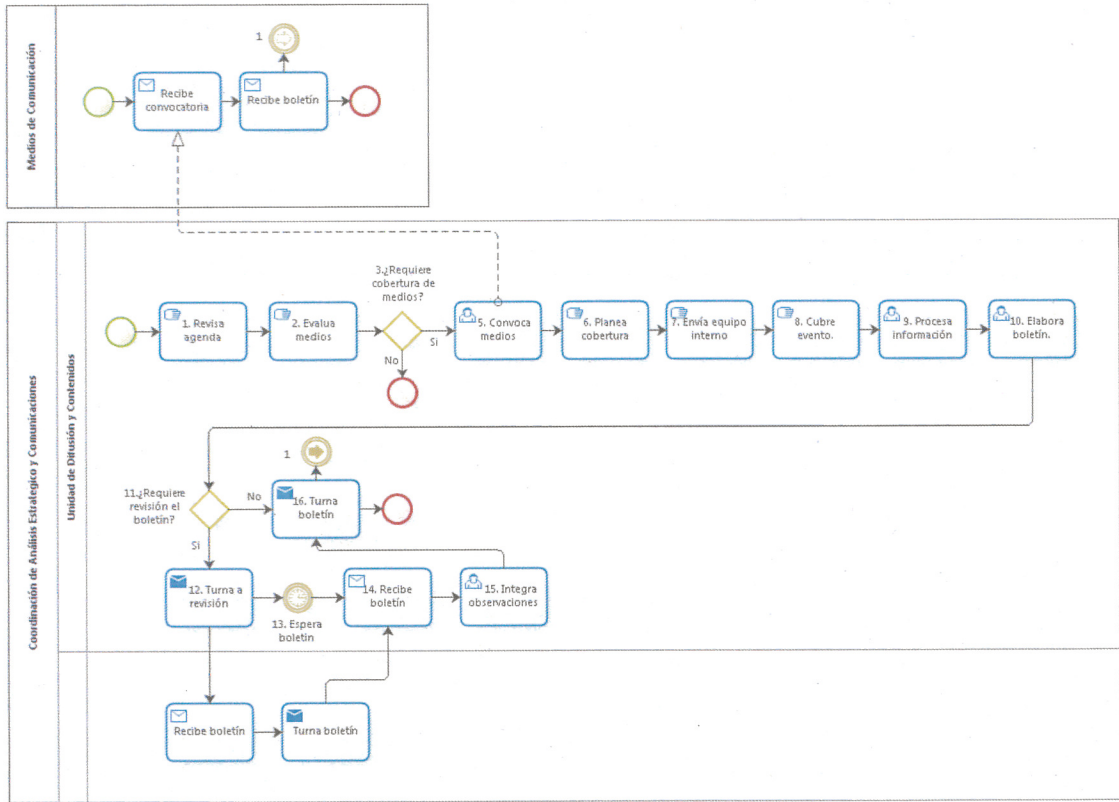 Medios de Comunicación
1
Recibe
convocatoria
Recibe boletín
Coordinación de Análisis Estrategico y Comunicaciones
Unidad de Difusión y Contenidos
3.¿Requiere
cobertura de
medios?
1. Revisa
agenda
2. Evalua
medios
Si
No
5. Convoca
medios
6. Planea
cobertura
7. Envía equipo
interno
8. Cubre
evento.
9. Procesa
información
10. Elabora
boletín.
1
11.¿Requiere
revisión el
boletín?
No
Si
16. Turna
boletín
12. Turna a
revisión
13. Espera
boletin
14. Recibe
boletín
15. Integra
observaciones
Recibe boletín
Turna boletín